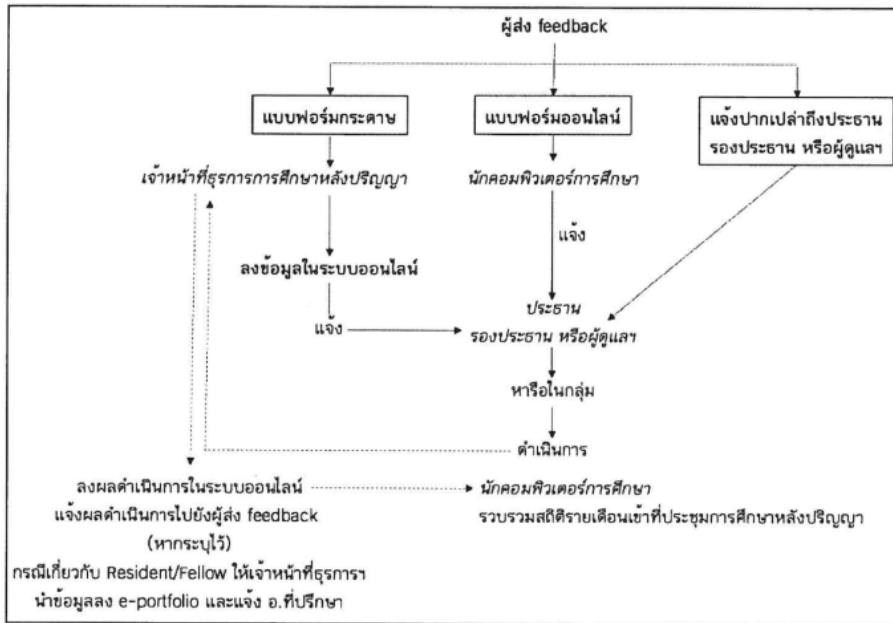 ผู้ส่ง feedback
แบบฟอร์มกระดาษ
แบบฟอร์มออนไลน์
แจ้งปากเปล่าถึงประธาน
รองประธาน หรือผู้ดูแลฯ
เจ้าหน้าที่ธุรการการศึกษาหลังปริญญา
นักคอมพิวเตอร์การศึกษา
แจ้ง
ลงข้อมูลในระบบออนไลน์
ประธาน
รองประธาน หรือผู้ดูแลฯ
แจ้ง
หารือในกลุ่ม
ดำเนินการ
ลงผลดำเนินการในระบบออนไลน์
แจ้งผลดำเนินการไปยังผู้ส่ง feedback
(หากระบุไว้)
กรณีเกี่ยวกับ Resident/Fellow ให้เจ้าหน้าที่ธุรการฯ
นำข้อมูลลง e-portfolio และแจ้ง อ.ที่ปรึกษา
นักคอมพิวเตอร์การศึกษา
รวบรวมสถิติรายเดือนเข้าที่ประชุมการศึกษาหลังปริญญา